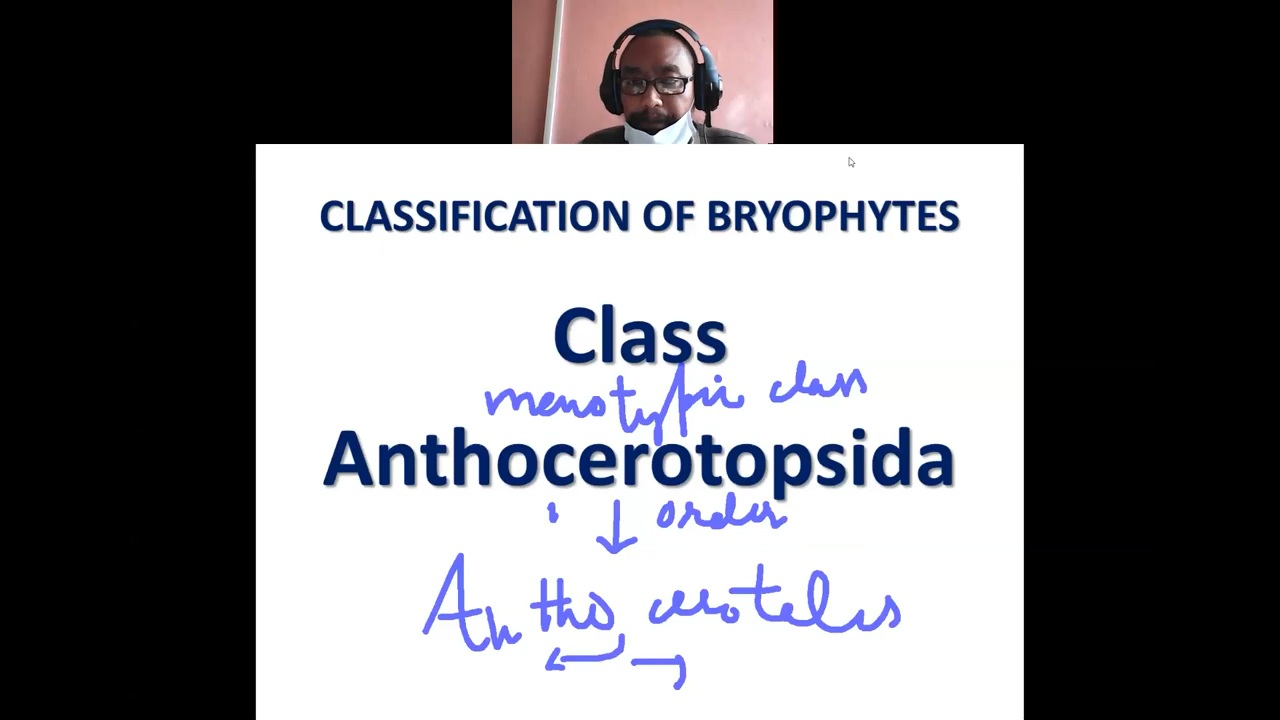 CLASSIFICATION OF BRYOPHYTES
Class
monotypic class
Anthocerotopsida
order
Anthocerotales